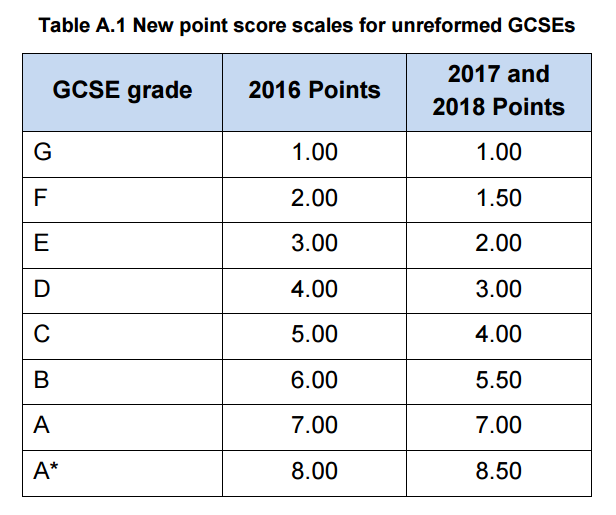 Table A.1 New point score scales for unreformed GCSEs
GCSE grade 2016 Points 2017 and
2018 Points
G 1.00 1.00
F 2.00 1.50
E 3.00 2.00
D 4.00 3.00
C 5.00 4.00
B 6.00 5.50
A 7.00 7.00
A* 8.00 8.50